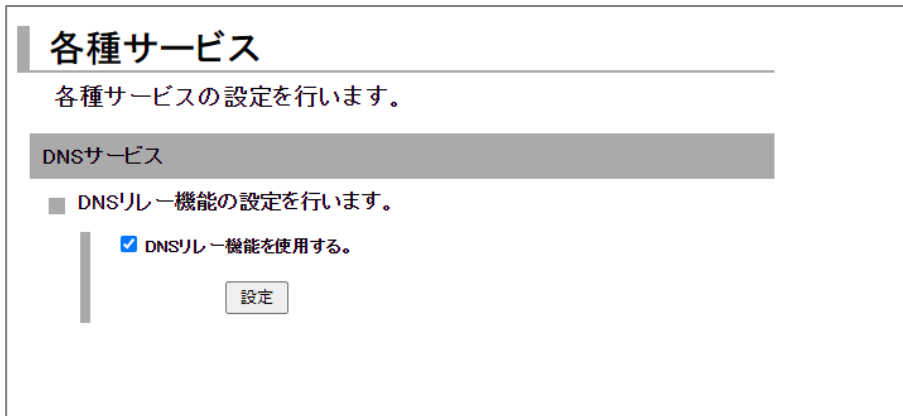 各種サービス
各種サービスの設定を行います。
DNSサービス
DNSリレー機能の設定を行います。
DNSリレー機能を使用する。
設定